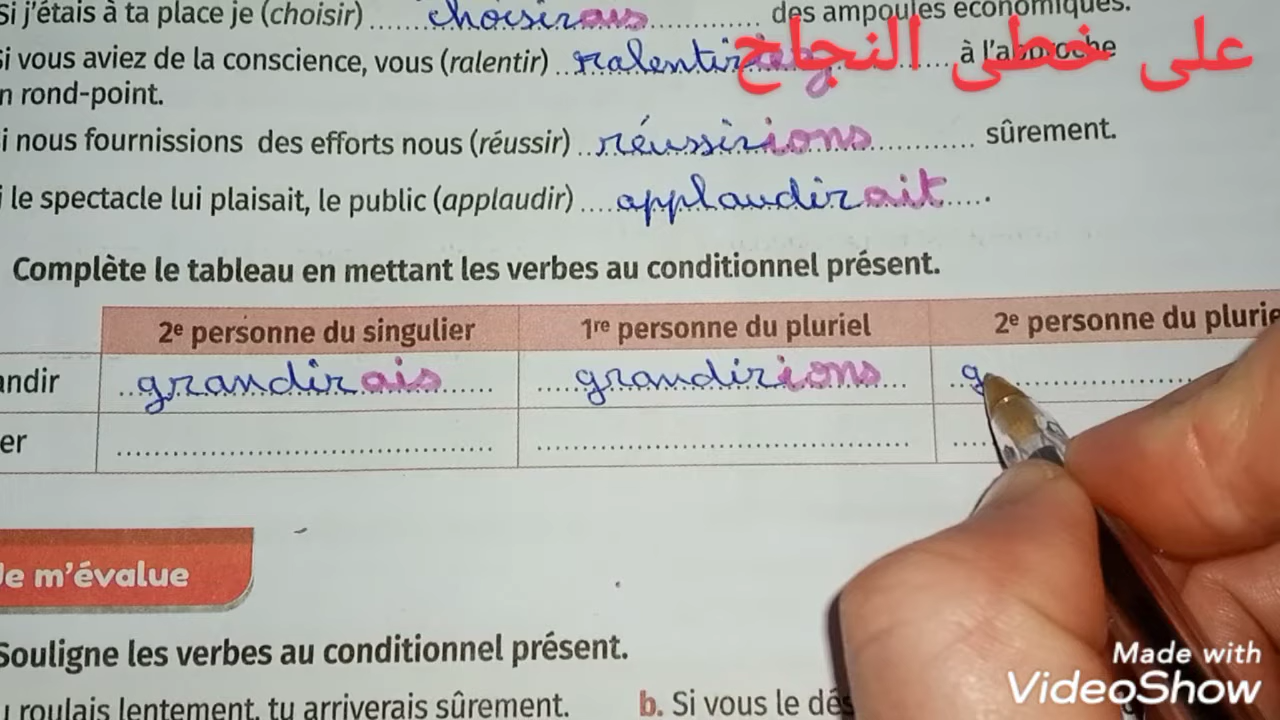 Si j'étais à ta place je (choisir) ....choisirais................ des ampoules économiques.
Si vous aviez de la conscience, vous (ralentir) ..ralentiriez........ à l'approche
على خطى النجاح
n rond-point.
i nous fournissions des efforts nous (réussir) ..réussirions............ sûrement.
i le spectacle lui plaisait, le public (applaudir) ....applaudirait.....
Complète le tableau en mettant les verbes au conditionnel présent.
2e personne du singulier 1re personne du pluriel 2e personne du plurie
andir ..grandirais...... ....grandirions... ..g....................
er ........................................ ........................................ ....
Je m'évalue
Souligne les verbes au conditionnel présent.
u roulais lentement, tu arriverais sûrement. b. Si vous le dés
Made with
VideoShow